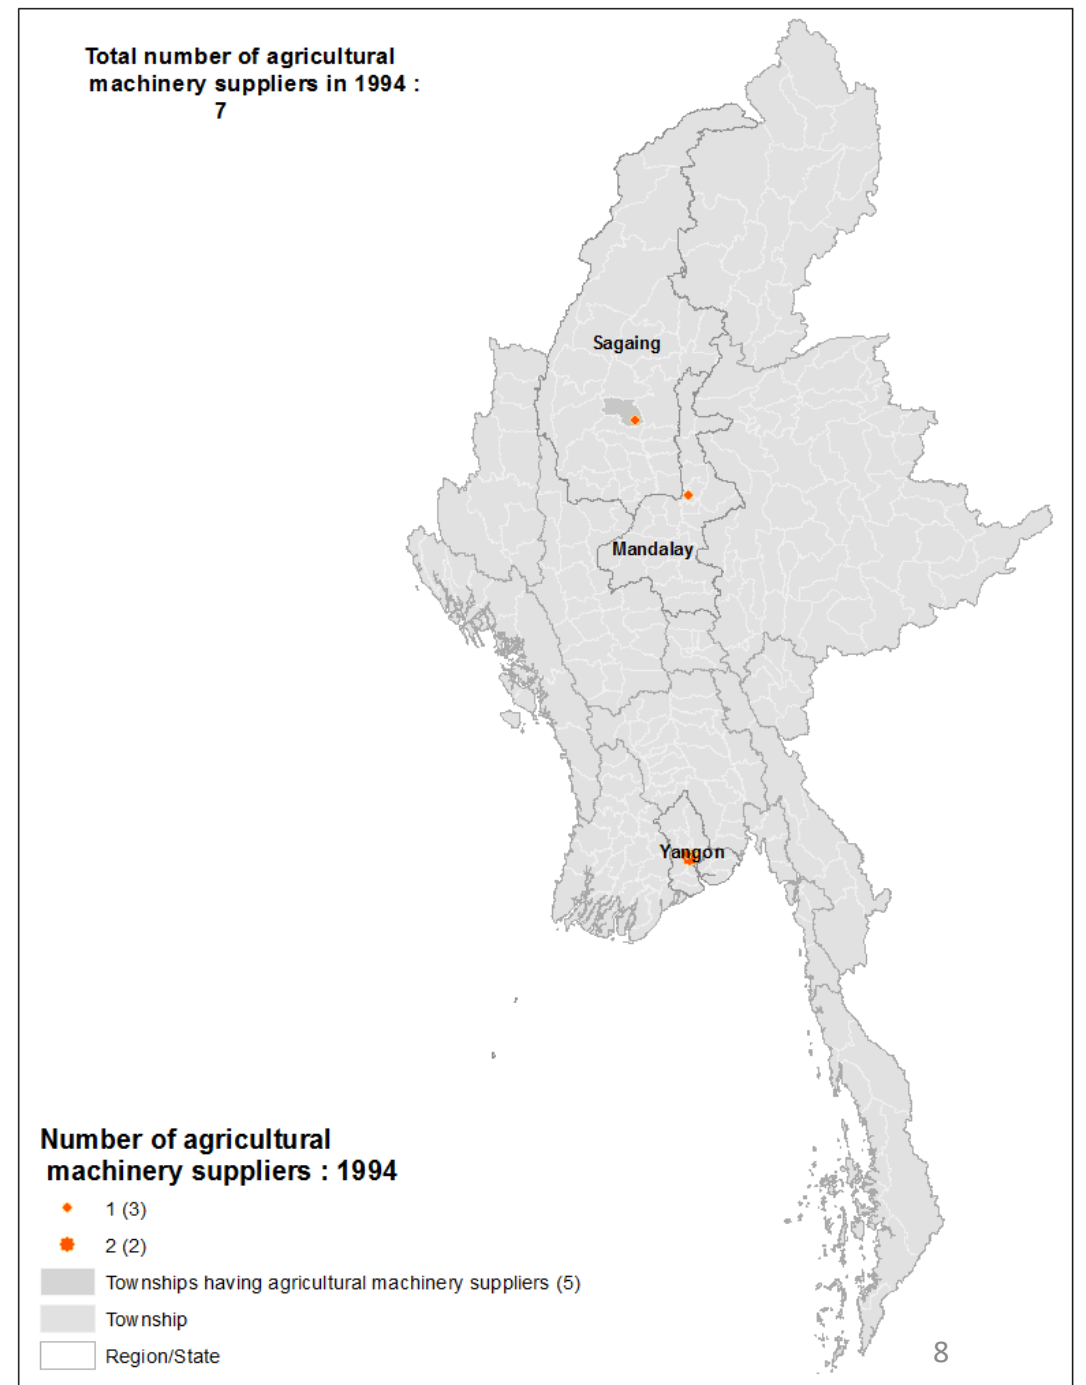 Total number of agricultural
machinery suppliers in 1994 :
7
Sagaing
Mandalay
Yangon
Number of agricultural
machinery suppliers : 1994
1 (3)
2 (2)
Townships having agricultural machinery suppliers (5)
Township
Region/State
8